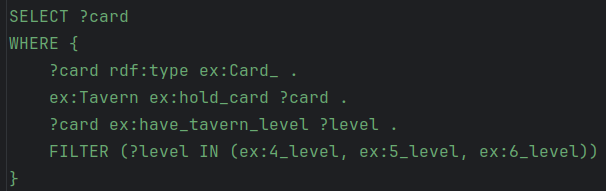 SELECT ?card
WHERE {
    ?card rdf:type ex:Card_ .
    ex:Tavern ex:hold_card ?card .
    ?card ex:have_tavern_level ?level .
    FILTER (?level IN (ex:4_level, ex:5_level, ex:6_level))
}